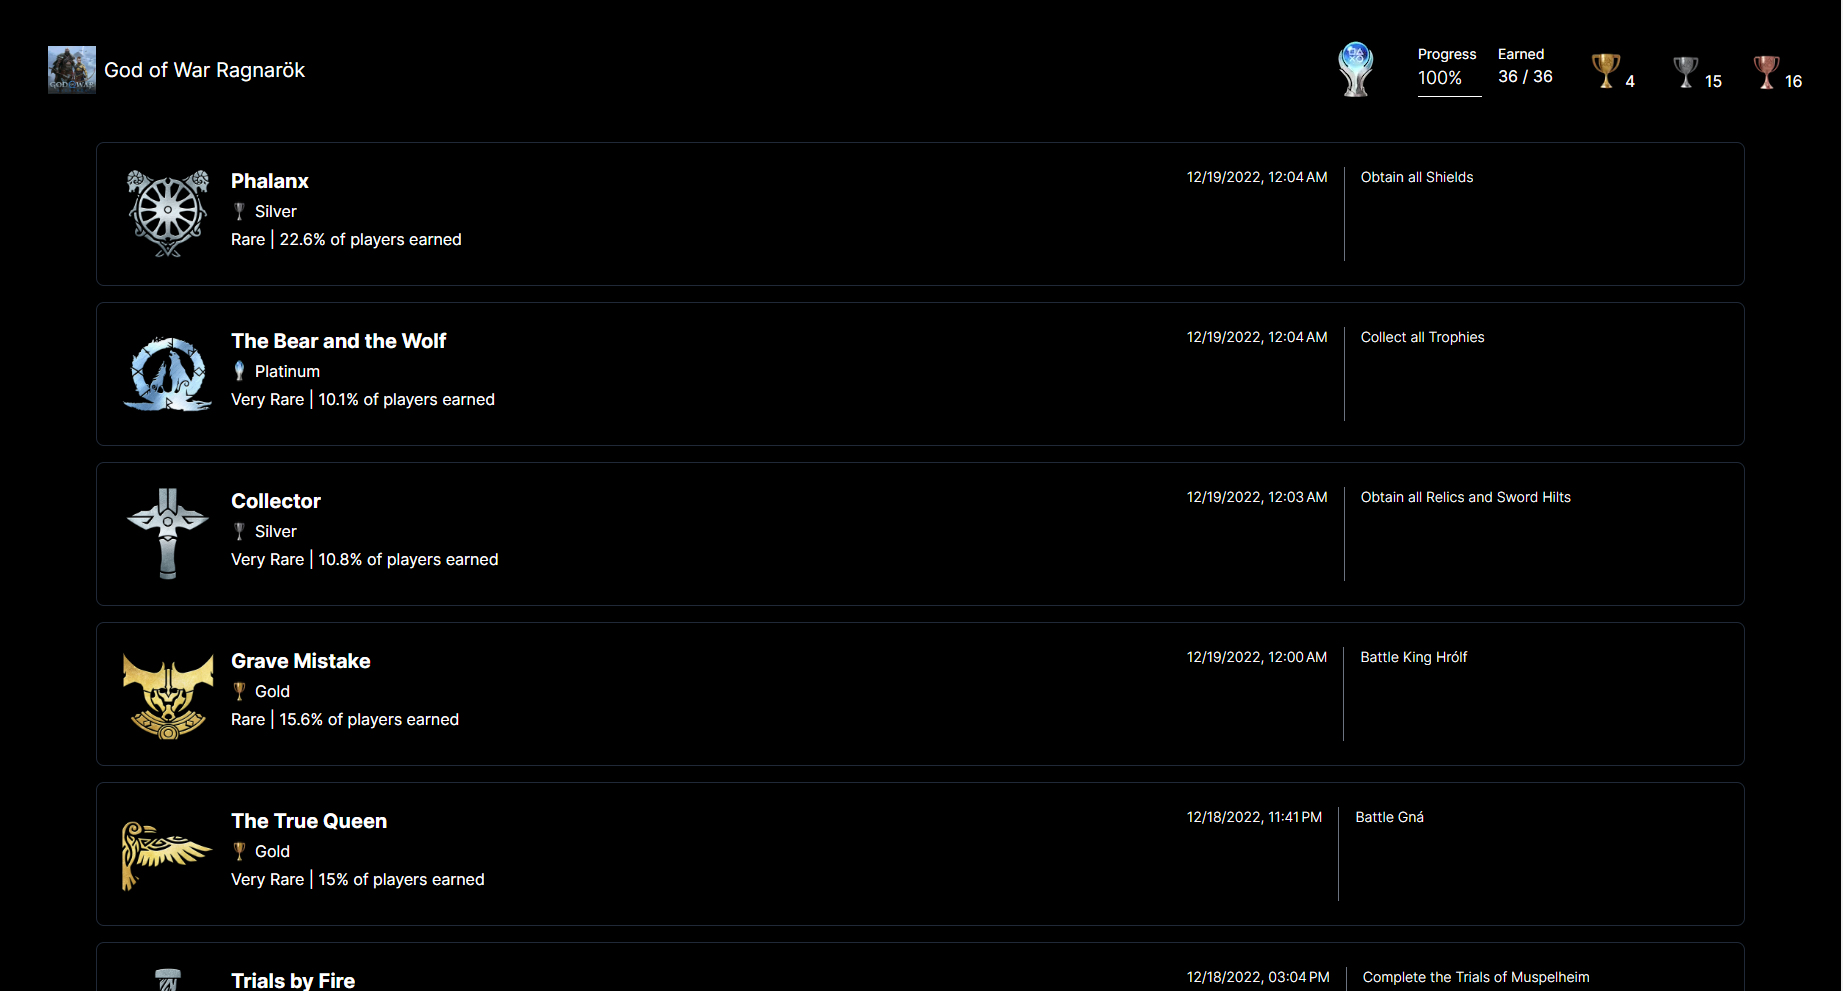 God of War Ragnarök
Progress
100%
Earned
36 / 36
4
15
16
Phalanx
Silver
Rare | 22.6% of players earned
12/19/2022, 12:04 AM
Obtain all Shields
The Bear and the Wolf
Platinum
Very Rare | 10.1% of players earned
12/19/2022, 12:04 AM
Collect all Trophies
Collector
Silver
Very Rare | 10.8% of players earned
12/19/2022, 12:03 AM
Obtain all Relics and Sword Hilts
Grave Mistake
Gold
Rare | 15.6% of players earned
12/19/2022, 12:00 AM
Battle King Hrólf
The True Queen
Gold
Very Rare | 15% of players earned
12/18/2022, 11:41 PM
Battle Gná
Trials by Fire
12/18/2022, 03:04 PM
Complete the Trials of Muspelheim